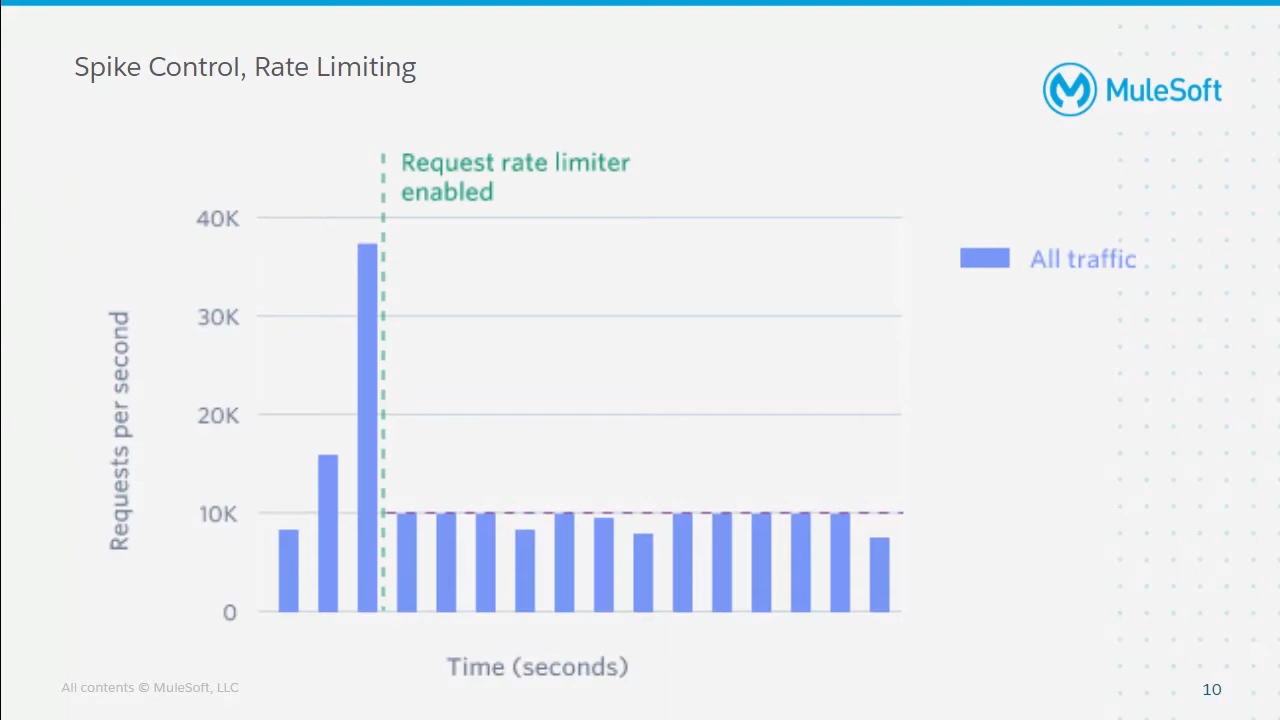 Spike Control, Rate Limiting
MuleSoft
Request rate limiter
enabled
40K
30K
20K
10K
0
Requests per second
All traffic
Time (seconds)
All contents © MuleSoft, LLC
10